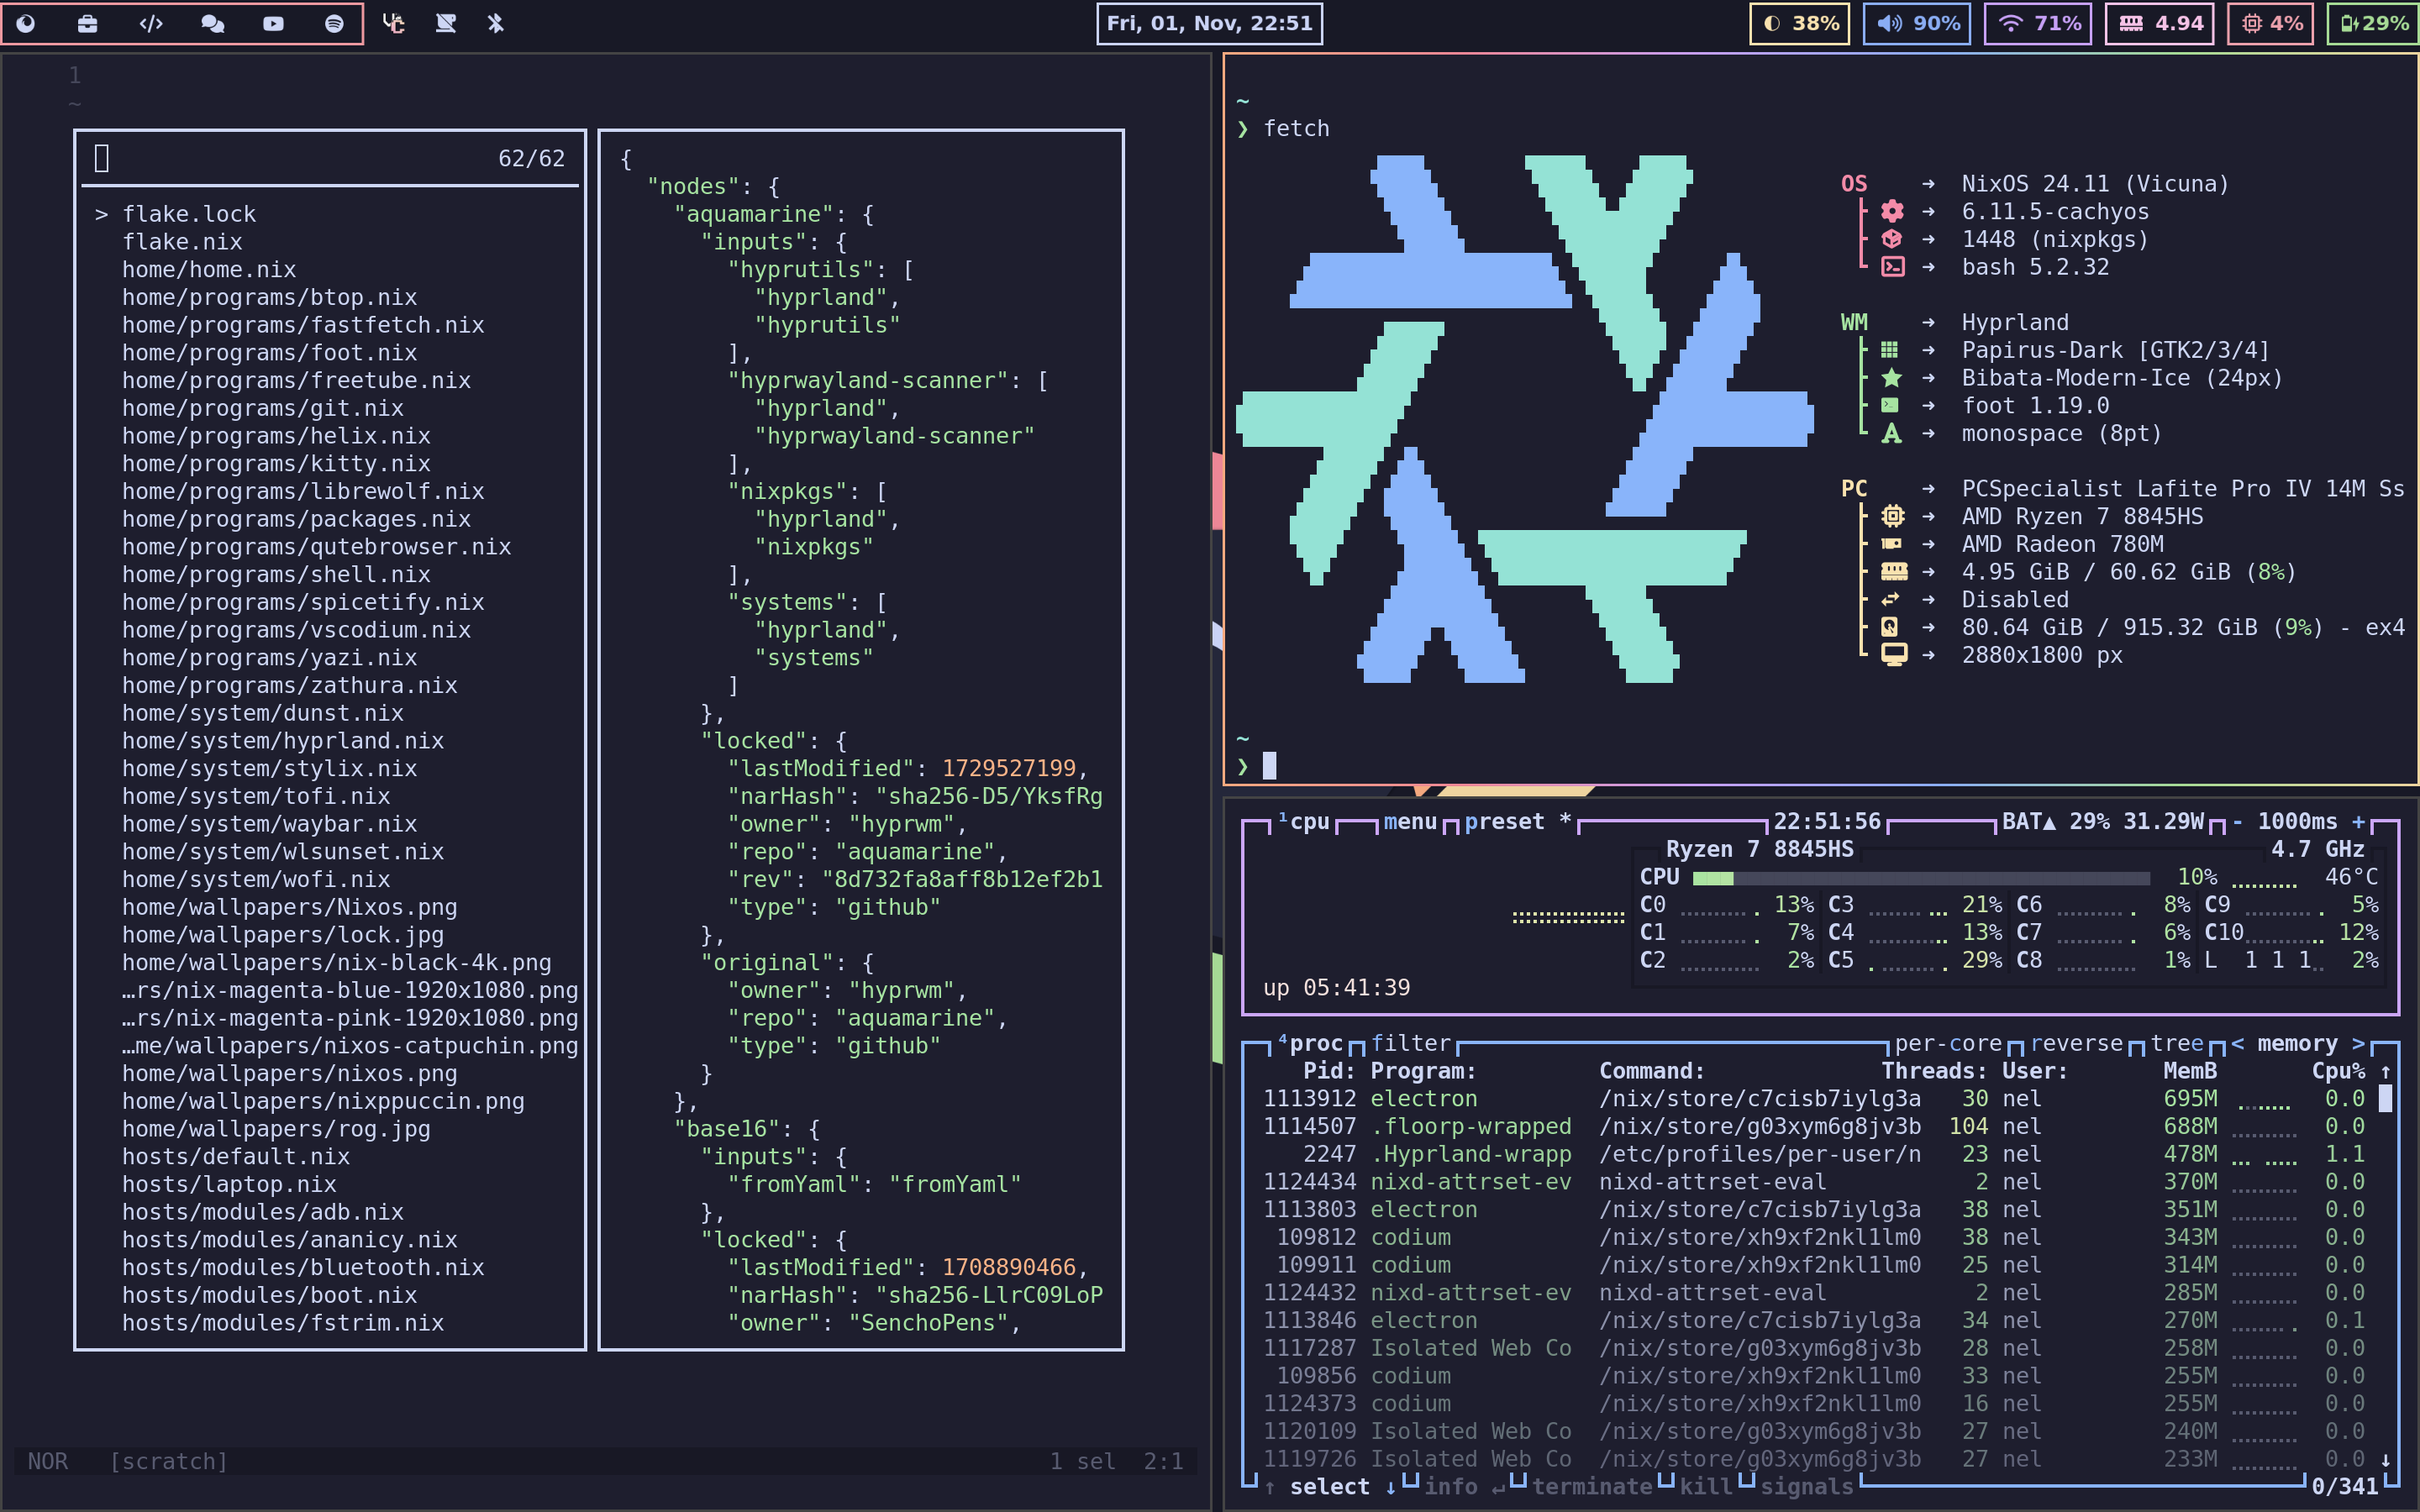 Fri, 01, Nov, 22:51
38%
90%
71%
4.94
4%
29%
1
~
62/62
> flake.lock
flake.nix
home/home.nix
home/programs/btop.nix
home/programs/fastfetch.nix
home/programs/foot.nix
home/programs/freetube.nix
home/programs/git.nix
home/programs/helix.nix
home/programs/kitty.nix
home/programs/librewolf.nix
home/programs/packages.nix
home/programs/qutebrowser.nix
home/programs/shell.nix
home/programs/spicetify.nix
home/programs/vscodium.nix
home/programs/yazi.nix
home/programs/zathura.nix
home/system/dunst.nix
home/system/hyprland.nix
home/system/stylix.nix
home/system/tofi.nix
home/system/waybar.nix
home/system/wlsunset.nix
home/system/wofi.nix
home/wallpapers/Nixos.png
home/wallpapers/lock.jpg
home/wallpapers/nix-black-4k.png
…rs/nix-magenta-blue-1920x1080.png
…rs/nix-magenta-pink-1920x1080.png
…me/wallpapers/nixos-catpuchin.png
home/wallpapers/nixos.png
home/wallpapers/nixppuccin.png
home/wallpapers/rog.jpg
hosts/default.nix
hosts/laptop.nix
hosts/modules/adb.nix
hosts/modules/ananicy.nix
hosts/modules/bluetooth.nix
hosts/modules/boot.nix
hosts/modules/fstrim.nix
{
"nodes": {
"aquamarine": {
"inputs": {
"hyprutils": [
"hyprland",
"hyprutils"
],
"hyprwayland-scanner": [
"hyprland",
"hyprwayland-scanner"
],
"nixpkgs": [
"hyprland",
"nixpkgs"
],
"systems": [
"hyprland",
"systems"
]
},
"locked": {
"lastModified": 1729527199,
"narHash": "sha256-D5/YksfRg
"owner": "hyprwm",
"repo": "aquamarine",
"rev": "8d732fa8aff8b12ef2b1
"type": "github"
},
"original": {
"owner": "hyprwm",
"repo": "aquamarine",
"type": "github"
}
},
"base16": {
"inputs": {
"fromYaml": "fromYaml"
},
"locked": {
"lastModified": 1708890466,
"narHash": "sha256-LlrC09LoP
"owner": "SenchoPens",
NOR [scratch] 1 sel 2:1
~
❯ fetch
OS ➜ NixOS 24.11 (Vicuna)
➜ 6.11.5-cachyos
➜ 1448 (nixpkgs)
➜ bash 5.2.32
WM ➜ Hyprland
➜ Papirus-Dark [GTK2/3/4]
➜ Bibata-Modern-Ice (24px)
➜ foot 1.19.0
➜ monospace (8pt)
PC ➜ PCSpecialist Lafite Pro IV 14M Ss
➜ AMD Ryzen 7 8845HS
➜ AMD Radeon 780M
➜ 4.95 GiB / 60.62 GiB (8%)
➜ Disabled
➜ 80.64 GiB / 915.32 GiB (9%) - ex4
➜ 2880x1800 px
~
❯
¹cpu menu preset * 22:51:56 BAT▲ 29% 31.29W - 1000ms +
Ryzen 7 8845HS 4.7 GHz
CPU 10% 46°C
C0 13% C3 21% C6 8% C9 5%
C1 7% C4 13% C7 6% C10 12%
C2 2% C5 29% C8 1% L 1 1 1 2%
up 05:41:39
⁴proc filter per-core reverse tree < memory >
Pid: Program: Command: Threads: User: MemB Cpu% ↑
1113912 electron /nix/store/c7cisb7iylg3a 30 nel 695M 0.0
1114507 .floorp-wrapped /nix/store/g03xym6g8jv3b 104 nel 688M 0.0
2247 .Hyprland-wrapp /etc/profiles/per-user/n 23 nel 478M 1.1
1124434 nixd-attrset-ev nixd-attrset-eval 2 nel 370M 0.0
1113803 electron /nix/store/c7cisb7iylg3a 38 nel 351M 0.0
109812 codium /nix/store/xh9xf2nkl1lm0 38 nel 343M 0.0
109911 codium /nix/store/xh9xf2nkl1lm0 25 nel 314M 0.0
1124432 nixd-attrset-ev nixd-attrset-eval 2 nel 285M 0.0
1113846 electron /nix/store/c7cisb7iylg3a 34 nel 270M 0.1
1117287 Isolated Web Co /nix/store/g03xym6g8jv3b 28 nel 258M 0.0
109856 codium /nix/store/xh9xf2nkl1lm0 33 nel 255M 0.0
1124373 codium /nix/store/xh9xf2nkl1lm0 16 nel 255M 0.0
1120109 Isolated Web Co /nix/store/g03xym6g8jv3b 27 nel 240M 0.0
1119726 Isolated Web Co /nix/store/g03xym6g8jv3b 27 nel 233M 0.0 ↓
↑ select ↓ info ↵ terminate kill signals 0/341